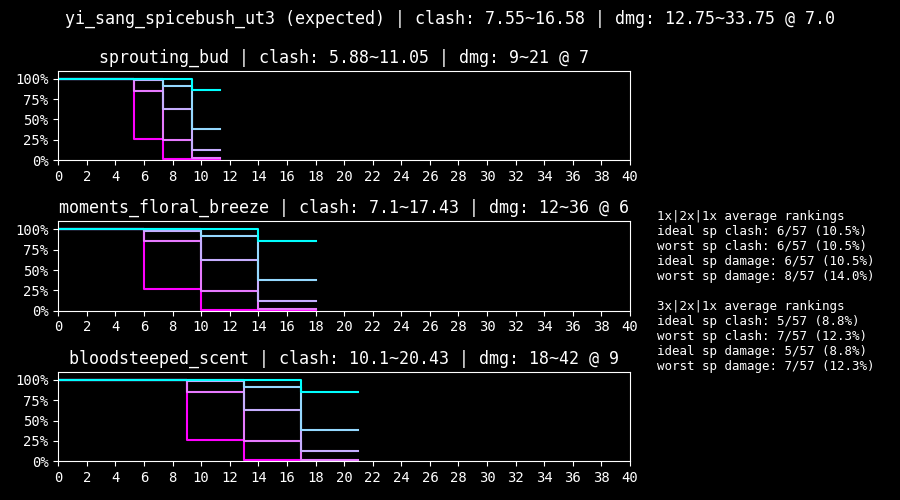 yi_sang_spicebush_ut3 (expected) | clash: 7.55~16.58 | dmg: 12.75~33.75 @ 7.0
sprouting_bud | clash: 5.88~11.05 | dmg: 9~21 @ 7
100%
75%
50%
25%
0%
0 2 4 6 8 10 12 14 16 18 20 22 24 26 28 30 32 34 36 38 40
moments_floral_breeze | clash: 7.1~17.43 | dmg: 12~36 @ 6
100%
75%
50%
25%
0%
0 2 4 6 8 10 12 14 16 18 20 22 24 26 28 30 32 34 36 38 40
bloodsteeped_scent | clash: 10.1~20.43 | dmg: 18~42 @ 9
100%
75%
50%
25%
0%
0 2 4 6 8 10 12 14 16 18 20 22 24 26 28 30 32 34 36 38 40
1x|2x|1x average rankings
ideal sp clash: 6/57 (10.5%)
worst sp clash: 6/57 (10.5%)
ideal sp damage: 6/57 (10.5%)
worst sp damage: 8/57 (14.0%)
3x|2x|1x average rankings
ideal sp clash: 5/57 (8.8%)
worst sp clash: 7/57 (12.3%)
ideal sp damage: 5/57 (8.8%)
worst sp damage: 7/57 (12.3%)